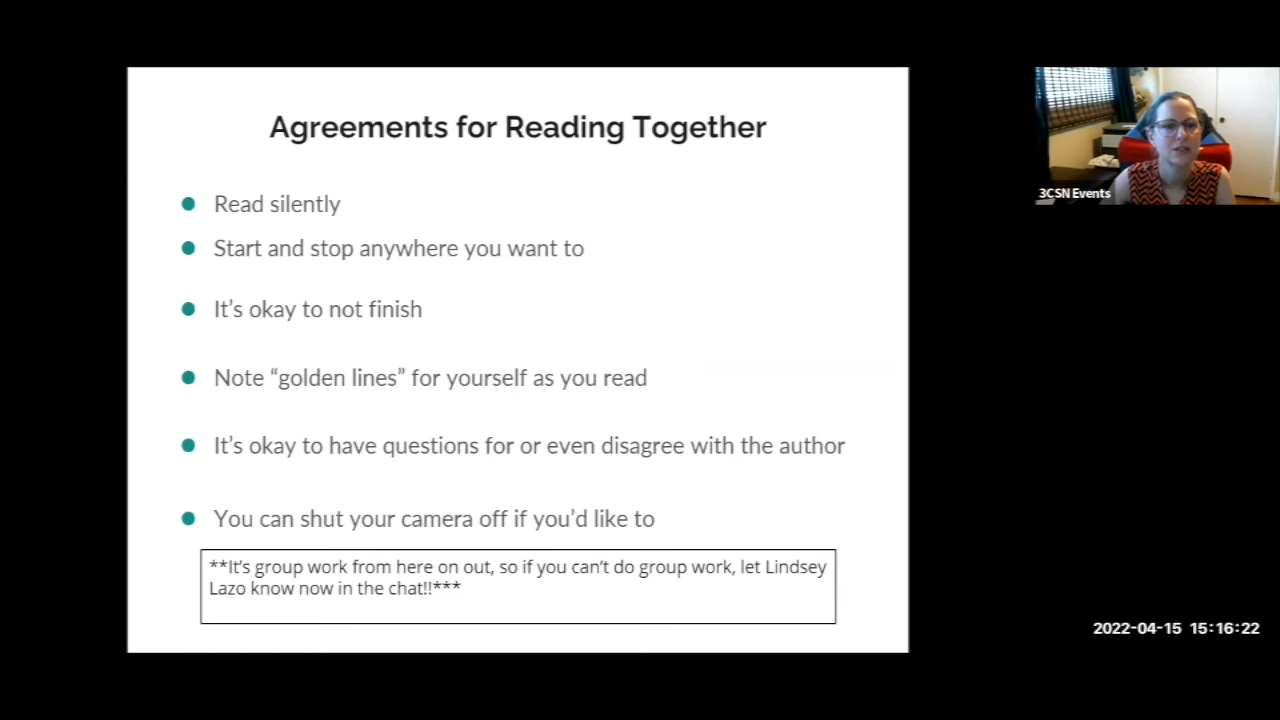 Agreements for Reading Together
Read silently
Start and stop anywhere you want to
It's okay to not finish
Note “golden lines” for yourself as you read
It's okay to have questions for or even disagree with the author
You can shut your camera off if you'd like to
**It's group work from here on out, so if you can't do group work, let Lindsey
Lazo know now in the chat!!***
3CSN Events
2022-04-15 15:16:22